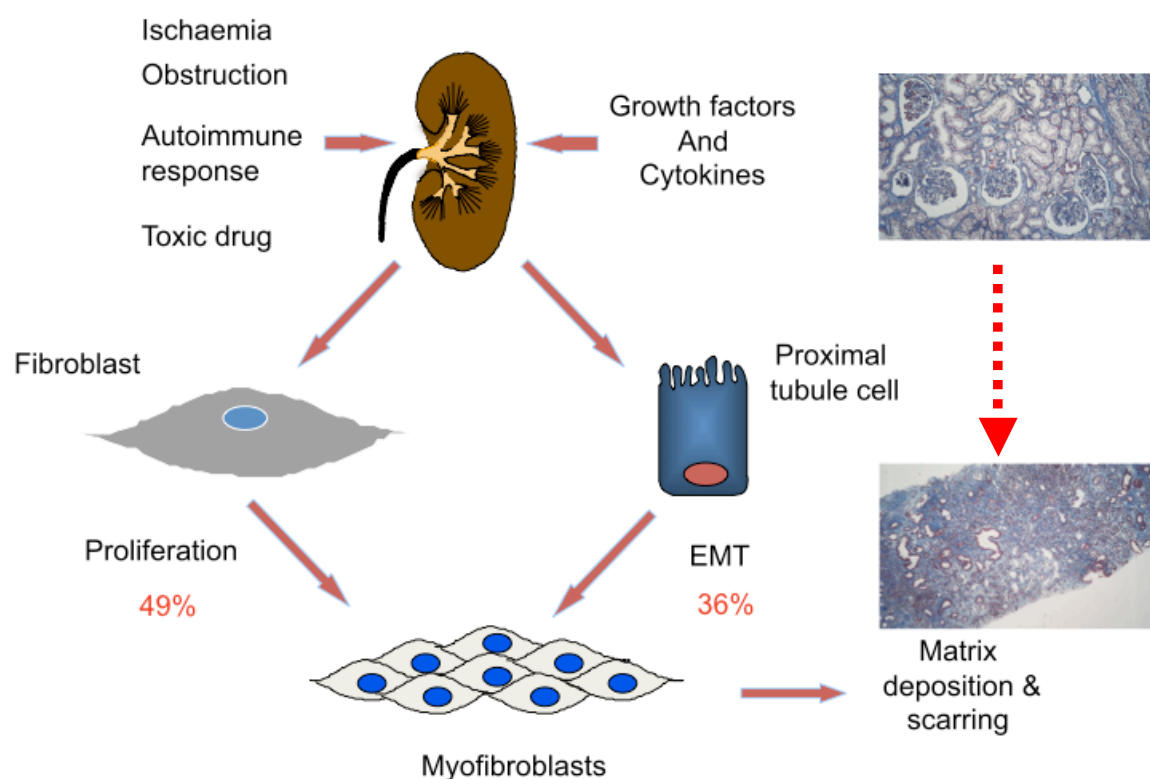 Ischaemia
Obstruction
Autoimmune
response
Toxic drug
Growth factors
And
Cytokines
Fibroblast
Proximal
tubule cell
Proliferation
49%
EMT
36%
Matrix
deposition &
scarring
Myofibroblasts